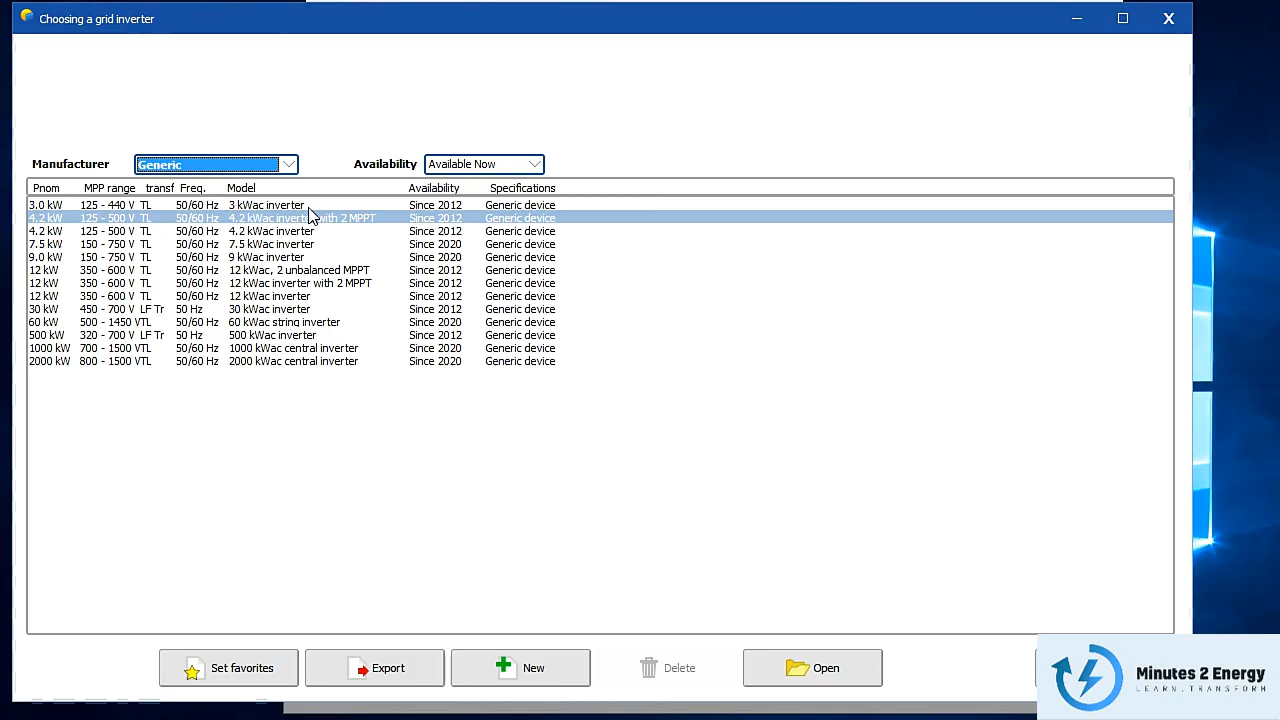 Choosing a grid inverter
Manufacturer Generic Availability Available Now
Pnom MPP range transf Freq. Model Availability Specifications
3.0 kW 125 - 440 V TL 50/60 Hz 3 kWac inverter Since 2012 Generic device
4.2 kW 125 - 500 V TL 50/60 Hz 4.2 kWac inverter with 2 MPPT Since 2012 Generic device
4.2 kW 125 - 500 V TL 50/60 Hz 4.2 kWac inverter Since 2012 Generic device
7.5 kW 150 - 750 V TL 50/60 Hz 7.5 kWac inverter Since 2020 Generic device
9.0 kW 150 - 750 V TL 50/60 Hz 9 kWac inverter Since 2020 Generic device
12 kW 350 - 600 V TL 50/60 Hz 12 kWac, 2 unbalanced MPPT Since 2012 Generic device
12 kW 350 - 600 V TL 50/60 Hz 12 kWac inverter with 2 MPPT Since 2012 Generic device
12 kW 350 - 600 V TL 50/60 Hz 12 kWac inverter Since 2012 Generic device
30 kW 450 - 700 V LF Tr 50 Hz 30 kWac inverter Since 2012 Generic device
60 kW 500 - 1450 VTL 50/60 Hz 60 kWac string inverter Since 2020 Generic device
500 kW 320 - 700 V LF Tr 50 Hz 500 kWac inverter Since 2012 Generic device
1000 kW 700 - 1500 VTL 50/60 Hz 1000 kWac central inverter Since 2020 Generic device
2000 kW 800 - 1500 VTL 50/60 Hz 2000 kWac central inverter Since 2020 Generic device
Set favorites Export New Delete Open
Minutes 2 Energy
LEARN.TRANSFORM